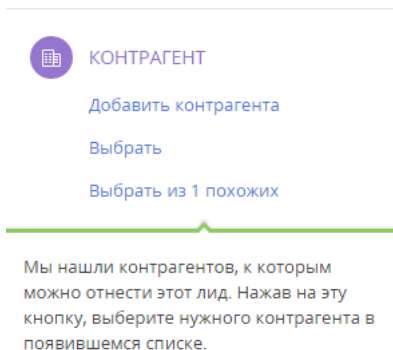 КОНТРАГЕНТ
Добавить контрагента
Выбрать
Выбрать из 1 похожих
Мы нашли контрагентов, к которым
можно отнести этот лид. Нажав на эту
кнопку, выберите нужного контрагента в
появившемся списке.